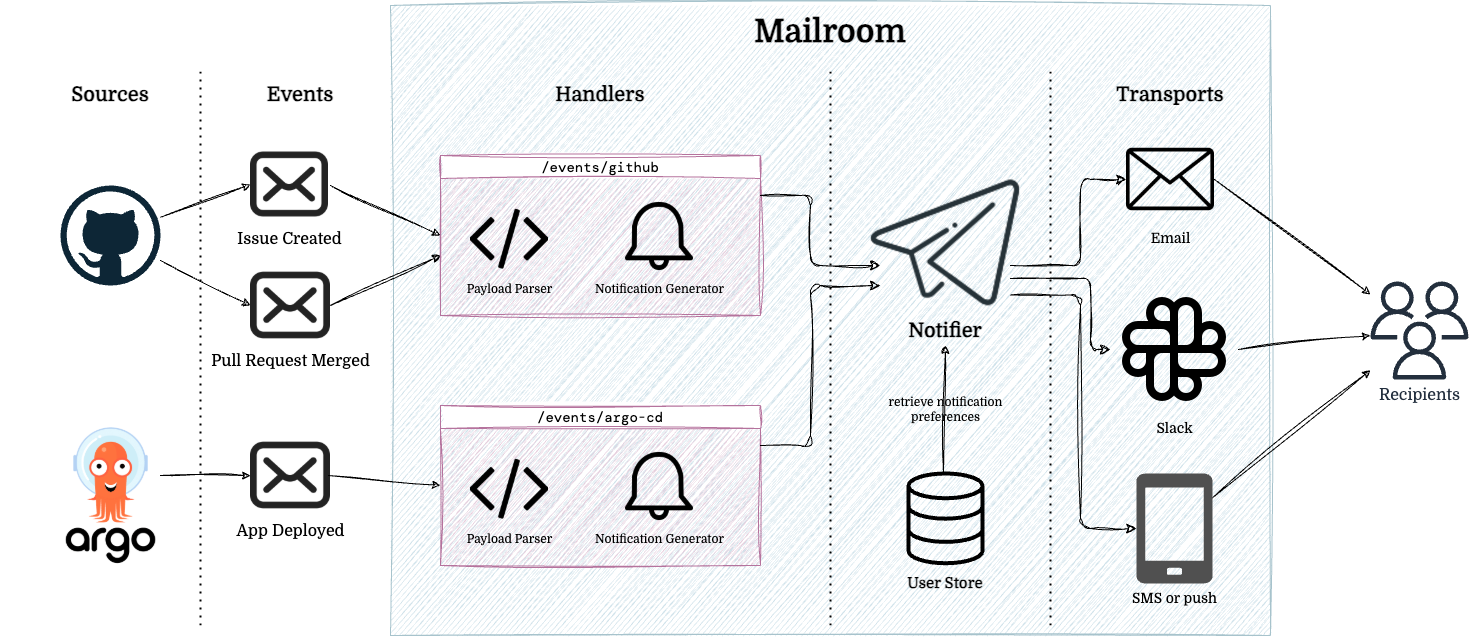 Mailroom
Sources
Events
Handlers
Transports
/events/github
Issue Created
Payload Parser
Notification Generator
Email
Pull Request Merged
Notifier
retrieve notification
preferences
Recipients
/events/argo-cd
Slack
argo
App Deployed
Payload Parser
Notification Generator
User Store
SMS or push